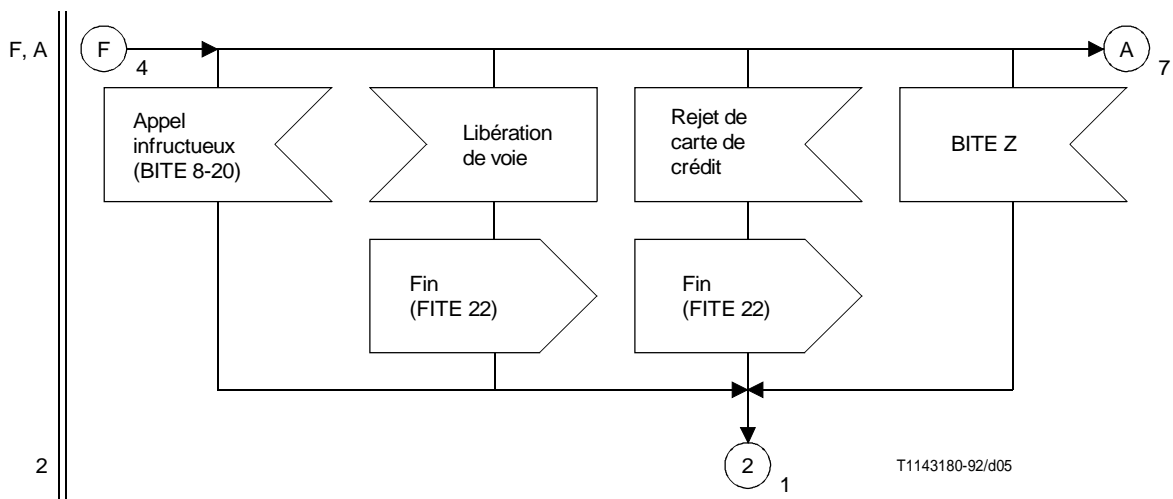 F, A
F
4
A
7
Appel
infructueux
(BITE 8-20)
Libération
de voie
Rejet de
carte de
crédit
BITE Z
Fin
(FITE 22)
Fin
(FITE 22)
2
2
1
T1143180-92/d05